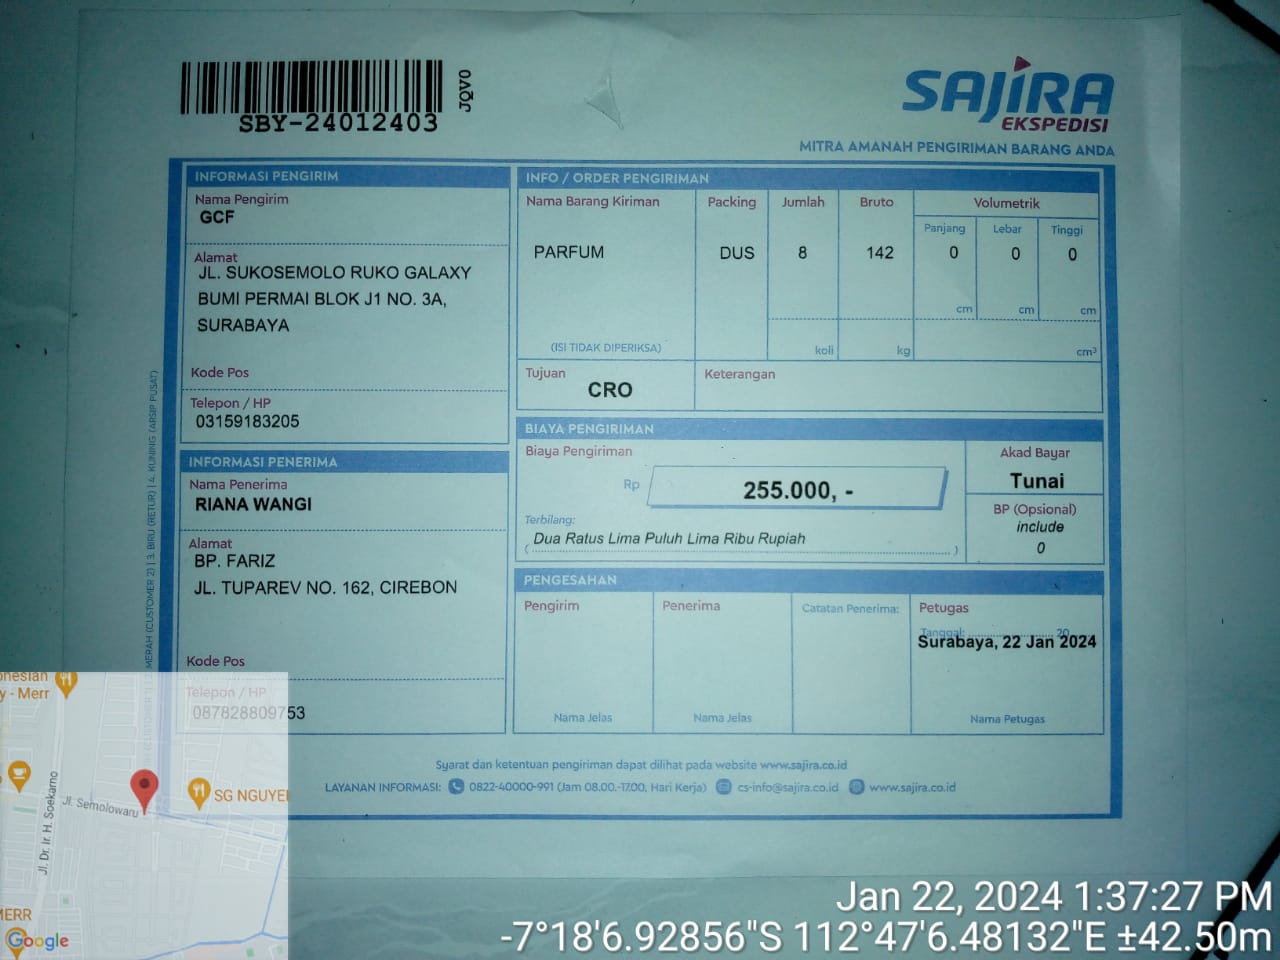 SBY-24012403
JQV0
SAJIRA
EKSPEDISI
MITRA AMANAH PENGIRIMAN BARANG ANDA
INFORMASI PENGIRIM
Nama Pengirim
GCF
Alamat
JL. SUKOSEMOLO RUKO GALAXY
BUMI PERMAI BLOK J1 NO. 3A,
SURABAYA
Kode Pos
Telepon / HP
03159183205
INFORMASI PENERIMA
Nama Penerima
RIANA WANGI
Alamat
BP. FARIZ
JL. TUPAREV NO. 162, CIREBON
Kode Pos
Telepon / HP
087828809753
INFO / ORDER PENGIRIMAN
Nama Barang Kiriman Packing Jumlah Bruto Volumetrik
Panjang Lebar Tinggi
PARFUM DUS 8 142 0 0 0
cm cm cm
(ISI TIDAK DIPERIKSA) koli kg cm³
Tujuan
CRO
Keterangan
BIAYA PENGIRIMAN
Biaya Pengiriman
Rp 255.000, -
Terbilang:
( Dua Ratus Lima Puluh Lima Ribu Rupiah )
Akad Bayar
Tunai
BP (Opsional)
include
0
PENGESAHAN
Pengirim Penerima Catatan Penerima: Petugas
Tanggal: 20
Surabaya, 22 Jan 2024
Nama Jelas Nama Jelas Nama Petugas
Syarat dan ketentuan pengiriman dapat dilihat pada website www.sajira.co.id
LAYANAN INFORMASI: 0822-40000-991 (Jam 08.00.-17.00, Hari Kerja) cs-info@sajira.co.id www.sajira.co.id
MERAH (CUSTOMER 2) | 3. BIRU (RETUR) | 4. KUNING (ARSIP PUSAT)
onesian
y - Merr
Jl. Dr. Ir. H. Soekarno
Jl. Semolowaru
SG NGUYEN
MERR
Google
Jan 22, 2024 1:37:27 PM
-7°18'6.92856"S 112°47'6.48132"E ±42.50m